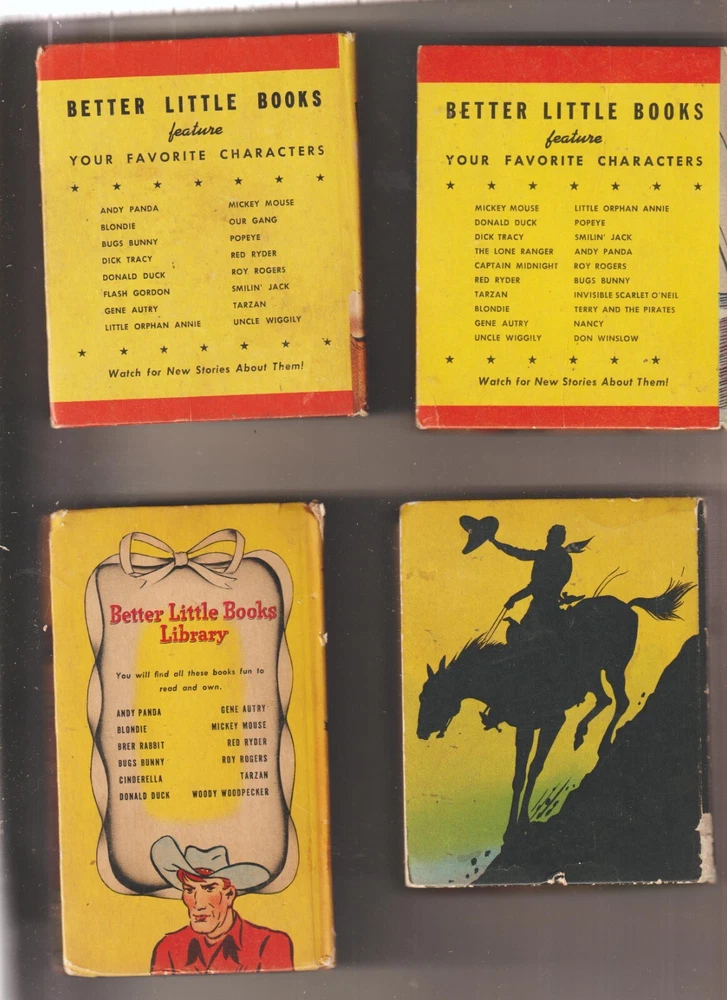 BETTER LITTLE BOOKS
feature
YOUR FAVORITE CHARACTERS
ANDY PANDA MICKEY MOUSE
BLONDIE OUR GANG
BUGS BUNNY POPEYE
DICK TRACY RED RYDER
DONALD DUCK ROY ROGERS
FLASH GORDON SMILIN' JACK
GENE AUTRY TARZAN
LITTLE ORPHAN ANNIE UNCLE WIGGILY
Watch for New Stories About Them!
BETTER LITTLE BOOKS
feature
YOUR FAVORITE CHARACTERS
MICKEY MOUSE LITTLE ORPHAN ANNIE
DONALD DUCK POPEYE
DICK TRACY SMILIN' JACK
THE LONE RANGER ANDY PANDA
CAPTAIN MIDNIGHT ROY ROGERS
RED RYDER BUGS BUNNY
TARZAN INVISIBLE SCARLET O'NEIL
BLONDIE TERRY AND THE PIRATES
GENE AUTRY NANCY
UNCLE WIGGILY DON WINSLOW
Watch for New Stories About Them!
Better Little Books
Library
You will find all these books fun to
read and own.
ANDY PANDA GENE AUTRY
BLONDIE MICKEY MOUSE
BRER RABBIT RED RYDER
BUGS BUNNY ROY ROGERS
CINDERELLA TARZAN
DONALD DUCK WOODY WOODPECKER